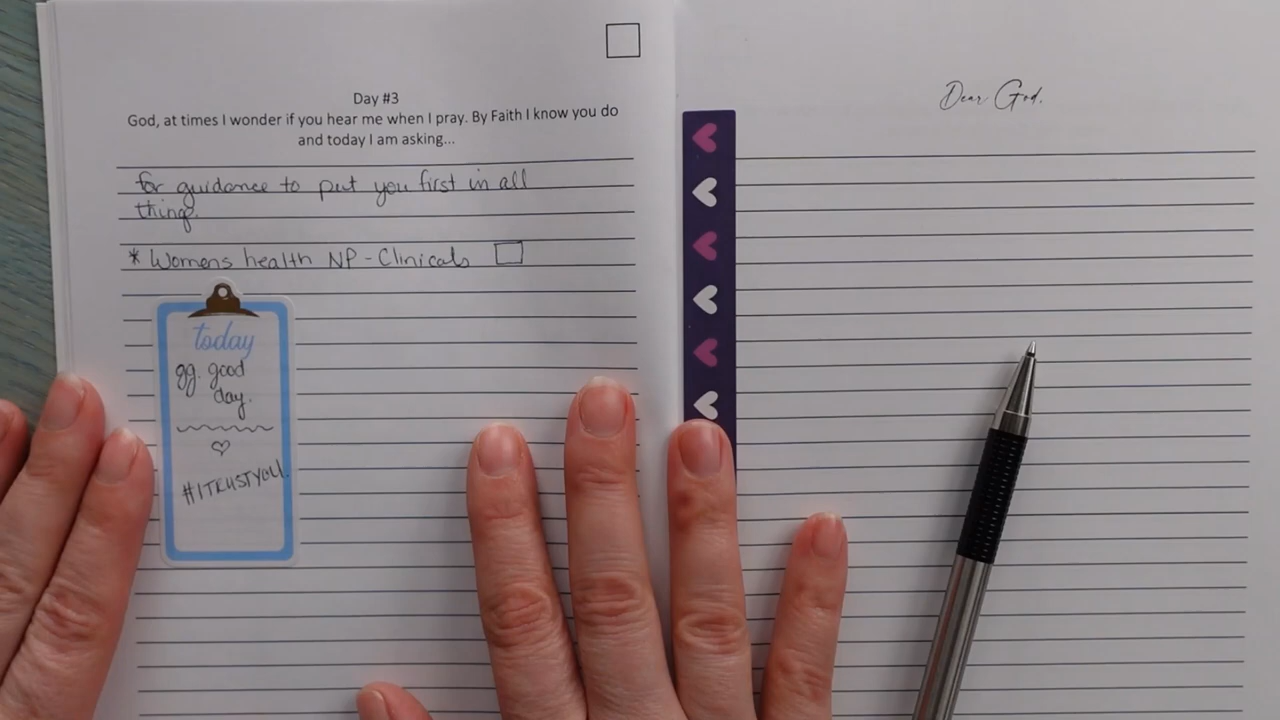 Day #3
God, at times I wonder if you hear me when I pray. By Faith I know you do
and today I am asking...
for guidance to put you first in all
things.
* Womens health NP - Clinicals
today
gg. good
day.
#ITRUSTYOU.
Dear God,